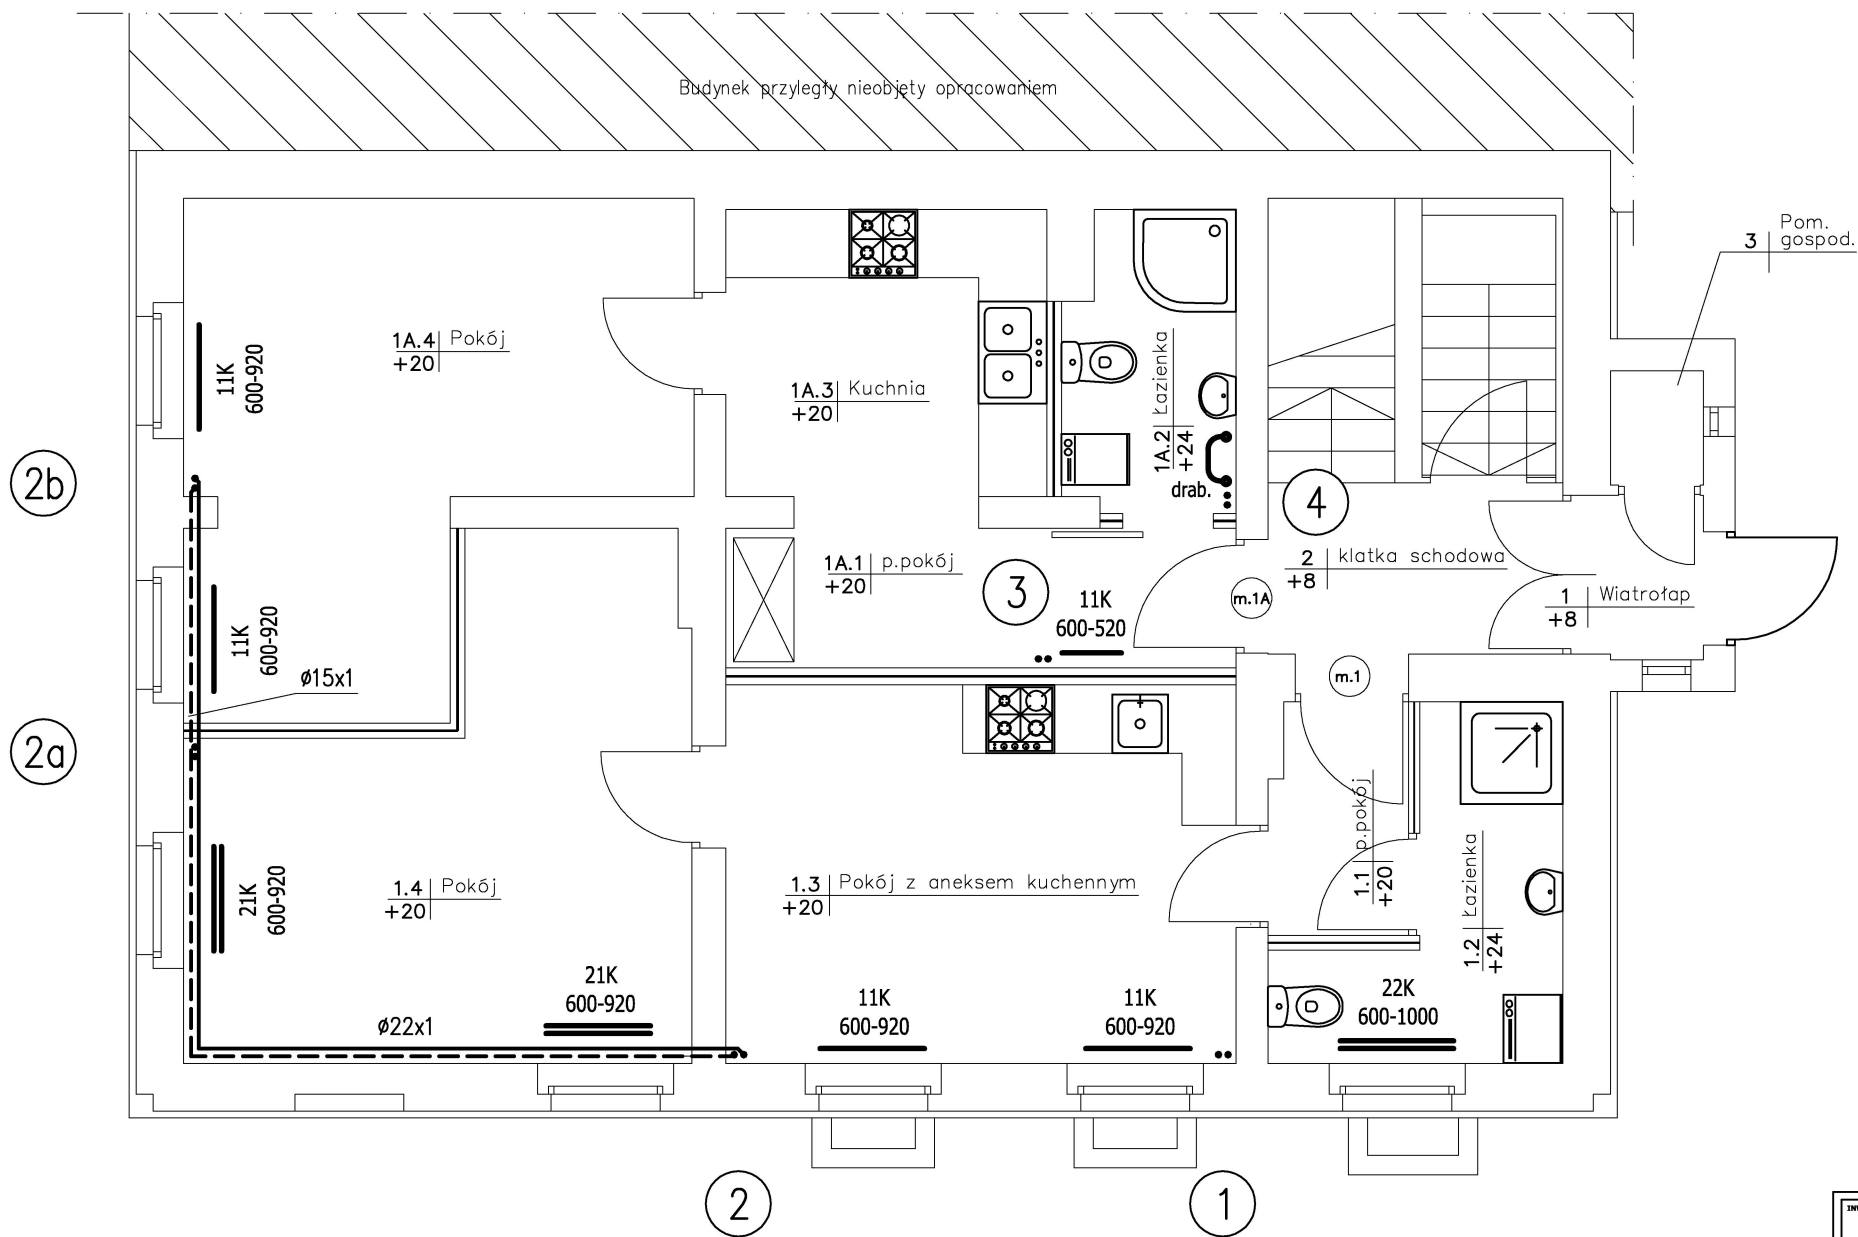 Budynek przyległy nieobjęty opracowaniem
3 Pom.
gospod.
1A.4 Pokój
+20
11K
600-920
1A.3 Kuchnia
+20
1A.2 Łazienka
+24
drab.
2b
4
2 klatka schodowa
+8
1A.1 p.pokój
+20
3
11K
600-520
m.1A
1 Wiatrołap
+8
11K
600-920
ø15x1
m.1
2a
1.1 p.pokój
+20
1.2 Łazienka
+24
21K
600-920
1.4 Pokój
+20
1.3 Pokój z aneksem kuchennym
+20
21K
600-920
ø22x1
11K
600-920
11K
600-920
22K
600-1000
2
1